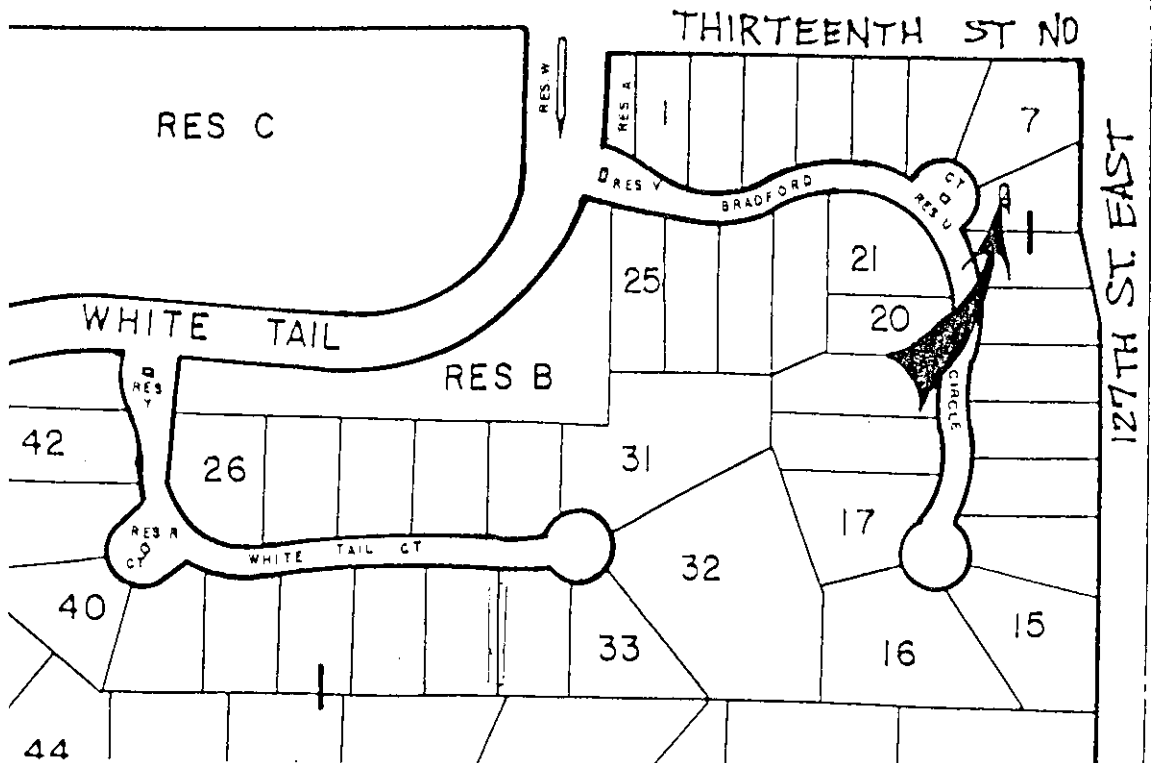 THIRTEENTH ST NO
RES W
RES A
1
7
RES C
RES V
BRADFORD
CT
RES U
127TH ST. EAST
25
21
20
WHITE TAIL
RES B
CIRCLE
RES Y
42
26
31
17
RES R
CT
WHITE TAIL CT
32
40
33
16
15
44